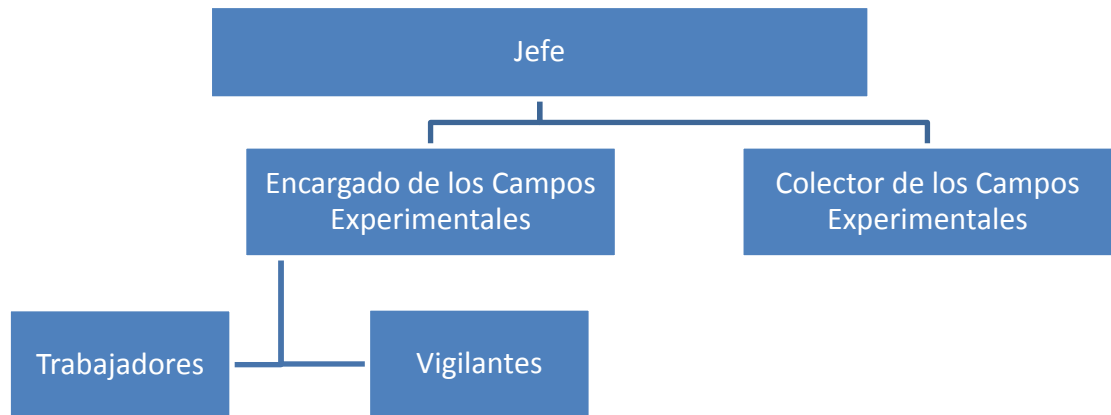 Jefe
Encargado de los Campos
Experimentales
Colector de los Campos
Experimentales
Trabajadores
Vigilantes